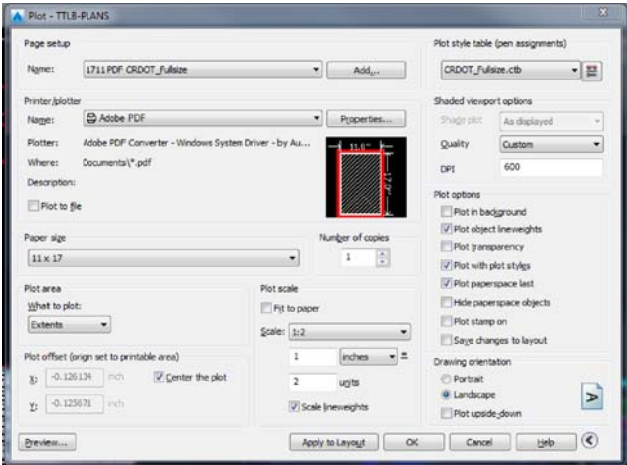 Plot - TTLB-PLANS
Page setup
Name:
1711 PDF CRDOT_Fullsize
Add...
Printer/plotter
Name:
Adobe PDF
Properties...
Plotter:
Adobe PDF Converter - Windows System Driver - by Au...
Where:
Documents\*.pdf
Description:
Plot to file
11.0''
17.0''
Paper size
11 x 17
Number of copies
1
Plot area
What to plot:
Extents
Plot offset (orign set to printable area)
X:
-0.126134
inch
Center the plot
Y:
-0.125671
inch
Plot scale
Fit to paper
Scale:
1:2
1
inches
=
2
units
Scale lineweights
Plot style table (pen assignments)
CRDOT_Fullsize.ctb
Shaded viewport options
Shade plot
As displayed
Quality
Custom
DPI
600
Plot options
Plot in background
Plot object lineweights
Plot transparency
Plot with plot styles
Plot paperspace last
Hide paperspace objects
Plot stamp on
Save changes to layout
Drawing orientation
Portrait
Landscape
Plot upside-down
A
Preview...
Apply to Layout
OK
Cancel
Help